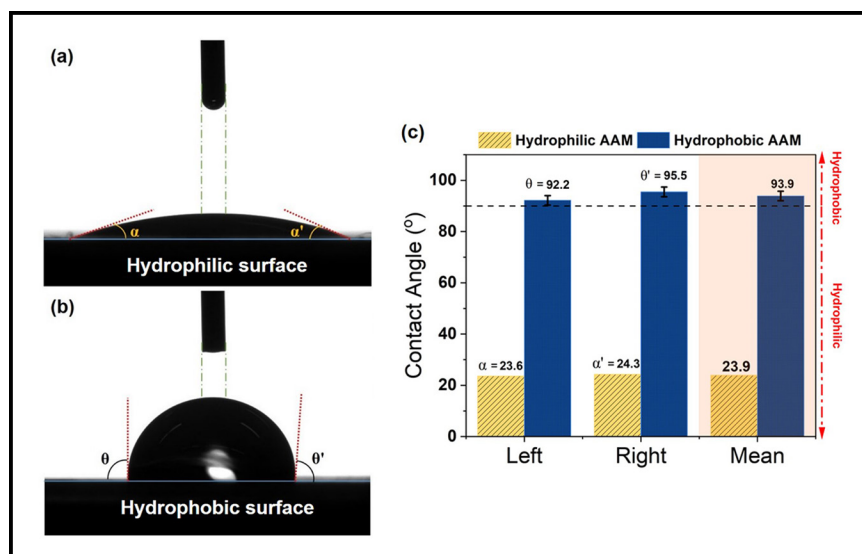 (a)
α
α'
Hydrophilic surface
(b)
θ
θ'
Hydrophobic surface
(c)
Hydrophilic AAM
Hydrophobic AAM
Contact Angle (º)
100
80
60
40
20
0
θ = 92.2
θ' = 95.5
93.9
α = 23.6
α' = 24.3
23.9
Left
Right
Mean
Hydrophobic
Hydrophilic